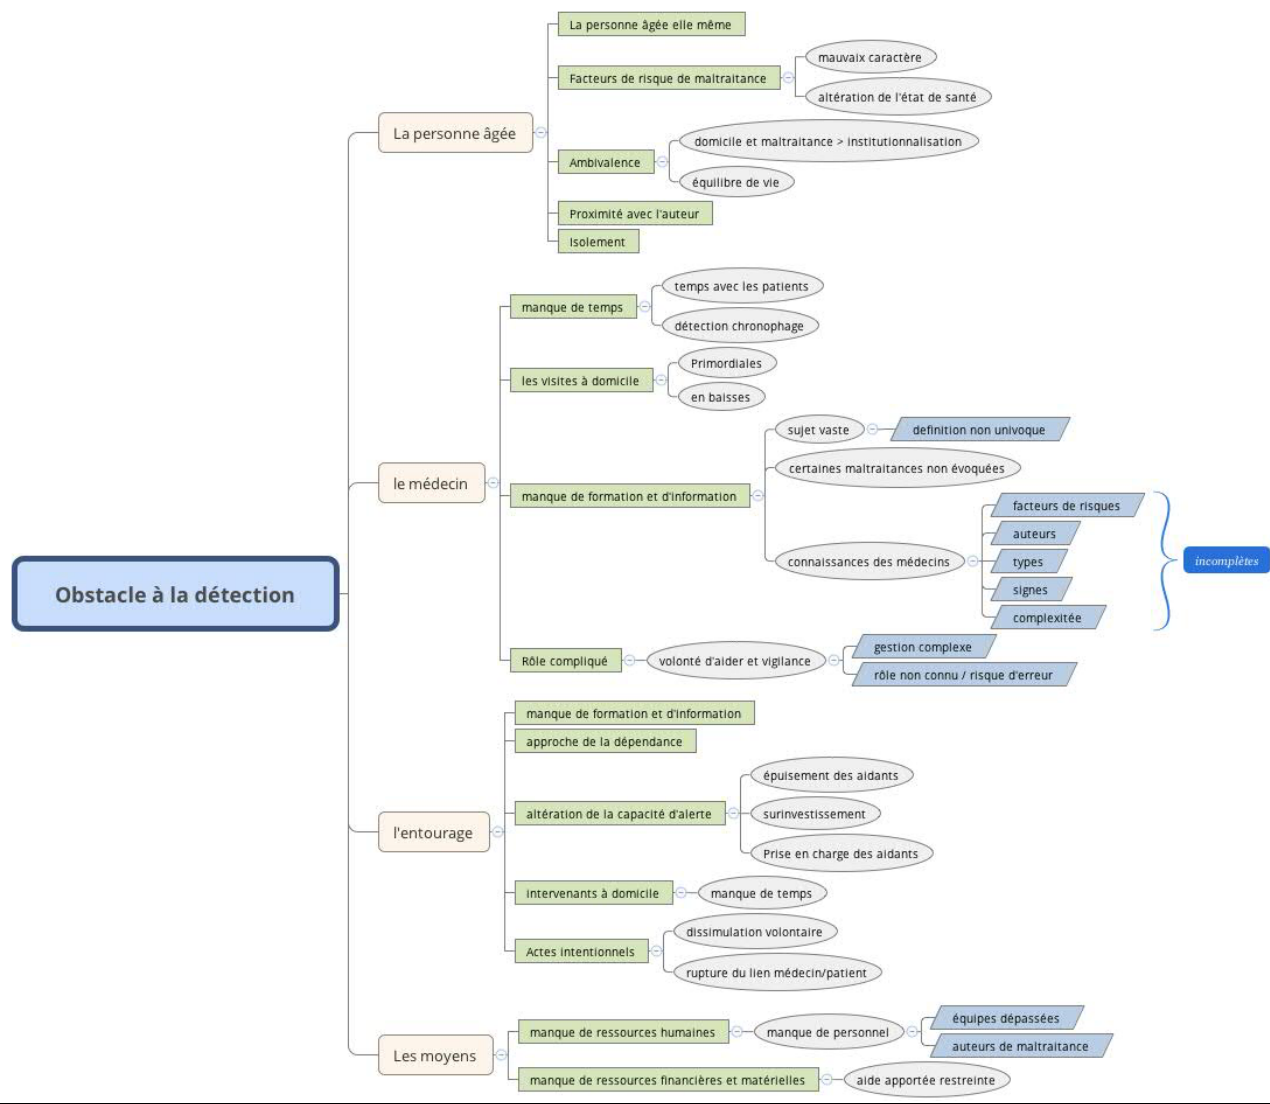 Obstacle à la détection
La personne âgée
La personne âgée elle même
Facteurs de risque de maltraitance
mauvaix caractère
altération de l'état de santé
Ambivalence
domicile et maltraitance > institutionnalisation
équilibre de vie
Proximité avec l'auteur
Isolement
le médecin
manque de temps
temps avec les patients
détection chronophage
les visites à domicile
Primordiales
en baisses
manque de formation et d'information
sujet vaste
definition non univoque
certaines maltraitances non évoquées
connaissances des médecins
facteurs de risques
auteurs
types
signes
complexitée
incomplètes
Rôle compliqué
volonté d'aider et vigilance
gestion complexe
rôle non connu / risque d'erreur
l'entourage
manque de formation et d'information
approche de la dépendance
altération de la capacité d'alerte
épuisement des aidants
surinvestissement
Prise en charge des aidants
intervenants à domicile
manque de temps
Actes intentionnels
dissimulation volontaire
rupture du lien médecin/patient
Les moyens
manque de ressources humaines
manque de personnel
équipes dépassées
auteurs de maltraitance
manque de ressources financières et matérielles
aide apportée restreinte